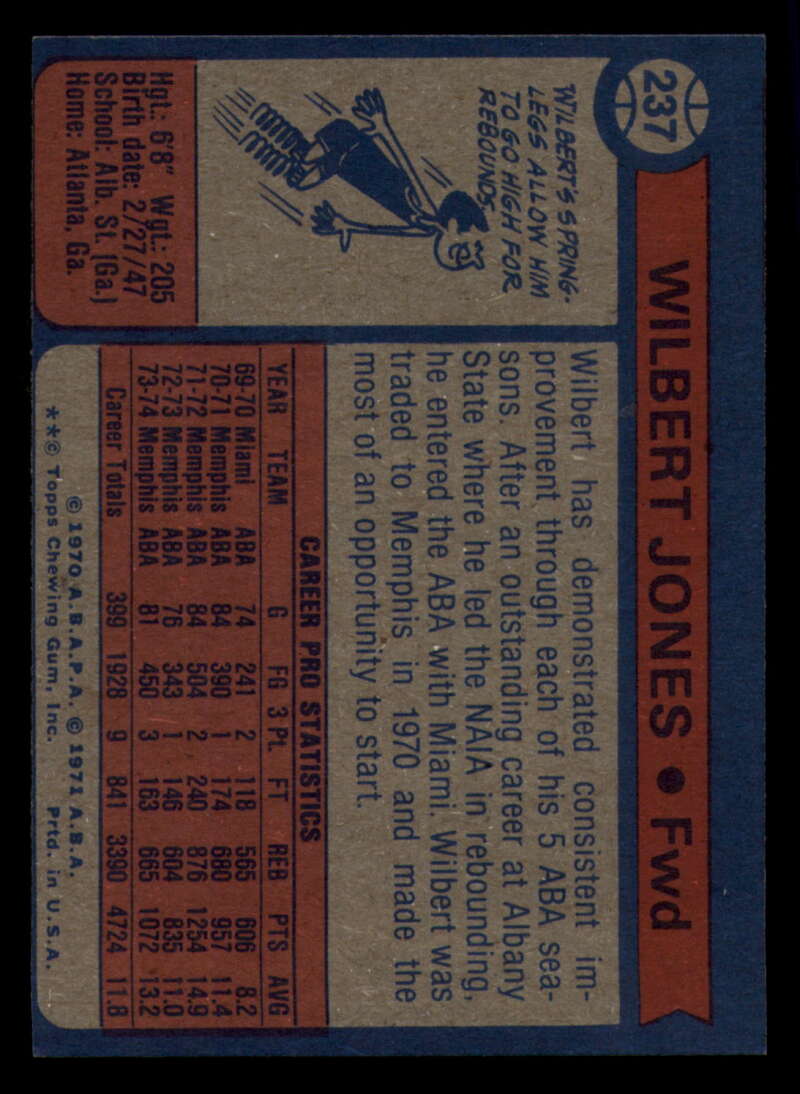 237
WILBERT JONES • Fwd
WILBERT'S SPRING-
LEGS ALLOW HIM
TO GO HIGH FOR
REBOUNDS.
Hgt.: 6'8" Wgt.: 205
Birth date: 2/27/47
School: Alb. St. (Ga.)
Home: Atlanta, Ga.
Wilbert has demonstrated consistent im-
provement through each of his 5 ABA sea-
sons. After an outstanding career at Albany
State where he led the NAIA in rebounding,
he entered the ABA with Miami. Wilbert was
traded to Memphis in 1970 and made the
most of an opportunity to start.
CAREER PRO STATISTICS
YEAR TEAM G FG 3 Pt. FT REB PTS AVG
69-70 Miami ABA 74 241 2 118 565 606 8.2
70-71 Memphis ABA 84 390 1 174 680 957 11.4
71-72 Memphis ABA 84 504 2 240 876 1254 14.9
72-73 Memphis ABA 76 343 1 146 604 835 11.0
73-74 Memphis ABA 81 450 3 163 665 1072 13.2
Career Totals 399 1928 9 841 3390 4724 11.8
© 1970 A.B.A.P.A. © 1971 A.B.A.
**© Topps Chewing Gum, Inc. Prtd. in U.S.A.